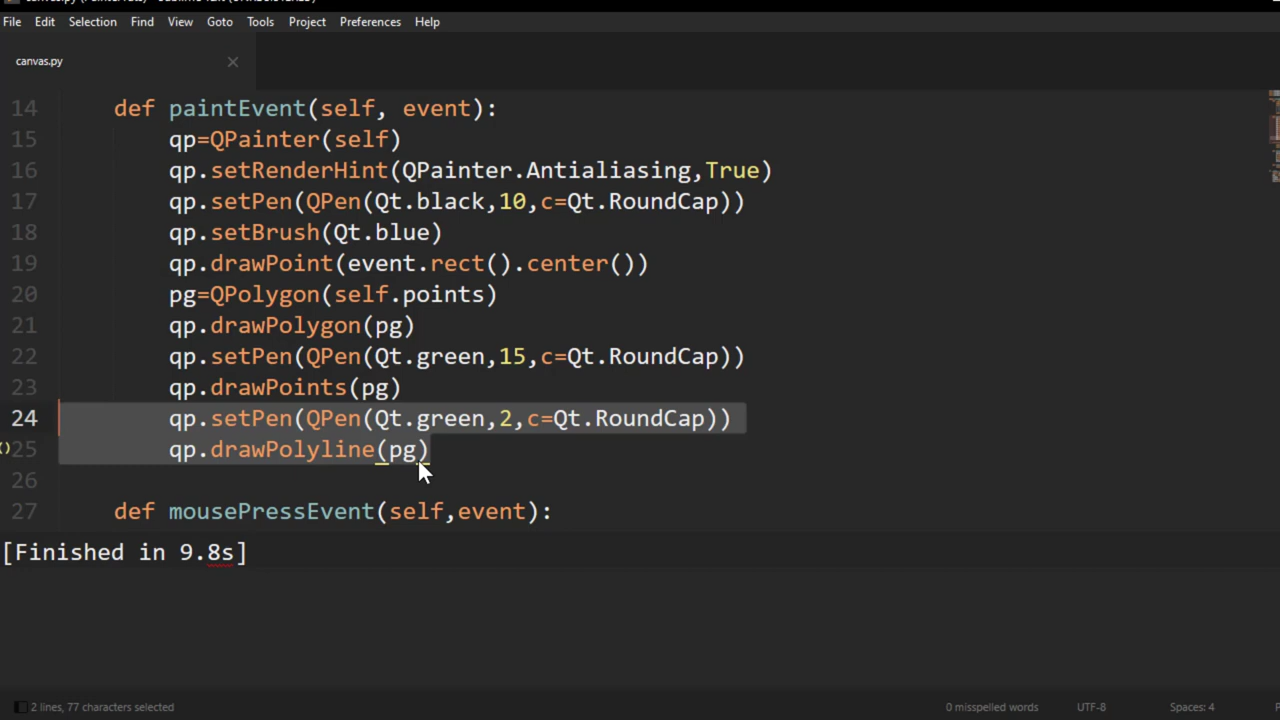 File Edit Selection Find View Goto Tools Project Preferences Help
canvas.py
14 def paintEvent(self, event):
15 qp=QPainter(self)
16 qp.setRenderHint(QPainter.Antialiasing,True)
17 qp.setPen(QPen(Qt.black,10,c=Qt.RoundCap))
18 qp.setBrush(Qt.blue)
19 qp.drawPoint(event.rect().center())
20 pg=QPolygon(self.points)
21 qp.drawPolygon(pg)
22 qp.setPen(QPen(Qt.green,15,c=Qt.RoundCap))
23 qp.drawPoints(pg)
24 qp.setPen(QPen(Qt.green,2,c=Qt.RoundCap))
25 qp.drawPolyline(pg)
26
27 def mousePressEvent(self,event):
[Finished in 9.8s]
2 lines, 77 characters selected 0 misspelled words UTF-8 Spaces: 4